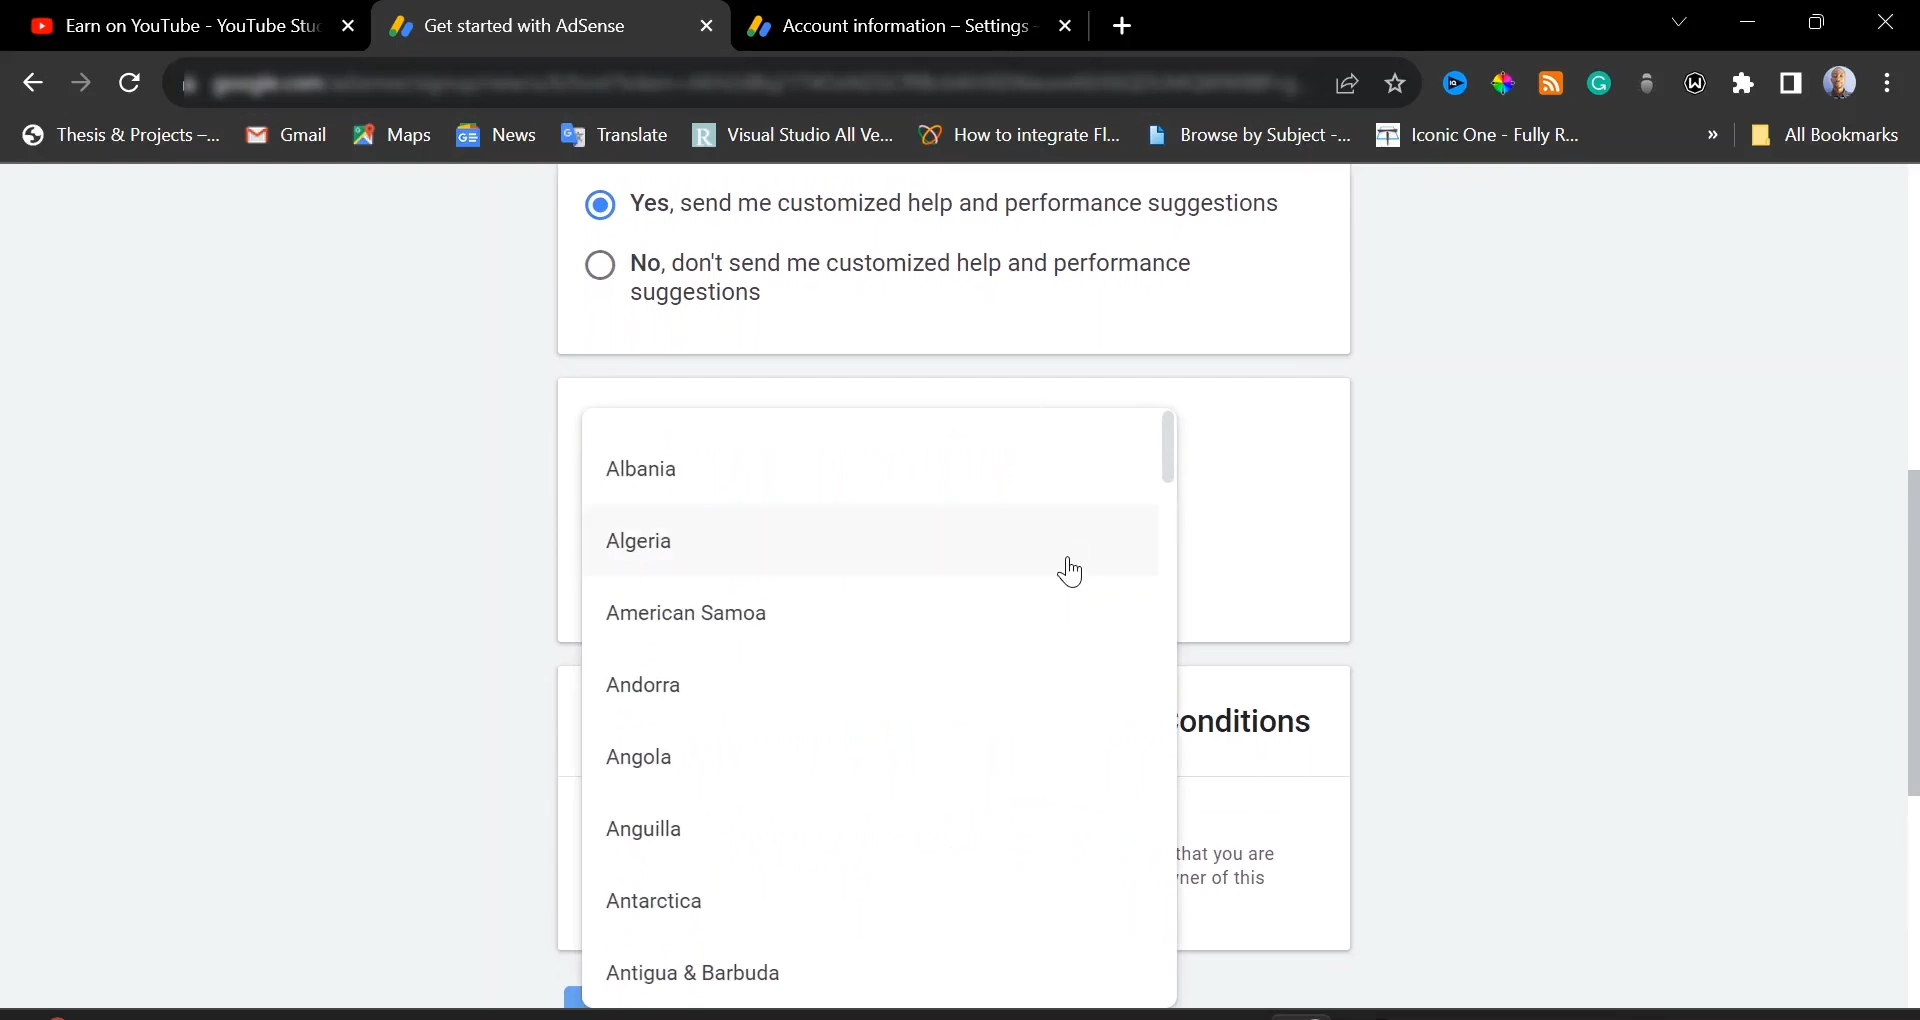 Earn on YouTube - YouTube Stu
Get started with AdSense
Account information – Settings
google.com
Thesis & Projects –...
Gmail
Maps
News
Translate
Visual Studio All Ve...
How to integrate Fl...
Browse by Subject -...
Iconic One - Fully R...
»
All Bookmarks
Yes, send me customized help and performance suggestions
No, don't send me customized help and performance
suggestions
Albania
Algeria
American Samoa
Andorra
Angola
Anguilla
Antarctica
Antigua & Barbuda
onditions
that you are
ner of this